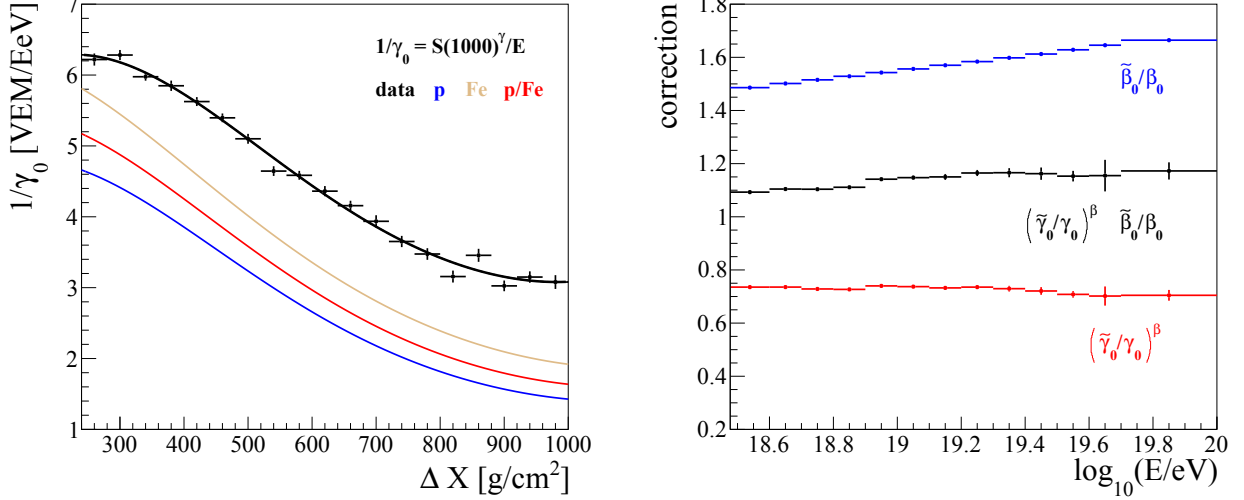 1/γ₀ [VEM/EeV]
7
6
5
4
3
2
1
1/γ₀ = S(1000)^γ/E
data p Fe p/Fe
300 400 500 600 700 800 900 1000
Δ X [g/cm²]
correction
1.8
1.6
1.4
1.2
1
0.8
0.6
0.4
0.2
β̃₀/β₀
(γ̃₀/γ₀)^β β̃₀/β₀
(γ̃₀/γ₀)^β
18.6 18.8 19 19.2 19.4 19.6 19.8 20
log₁₀(E/eV)